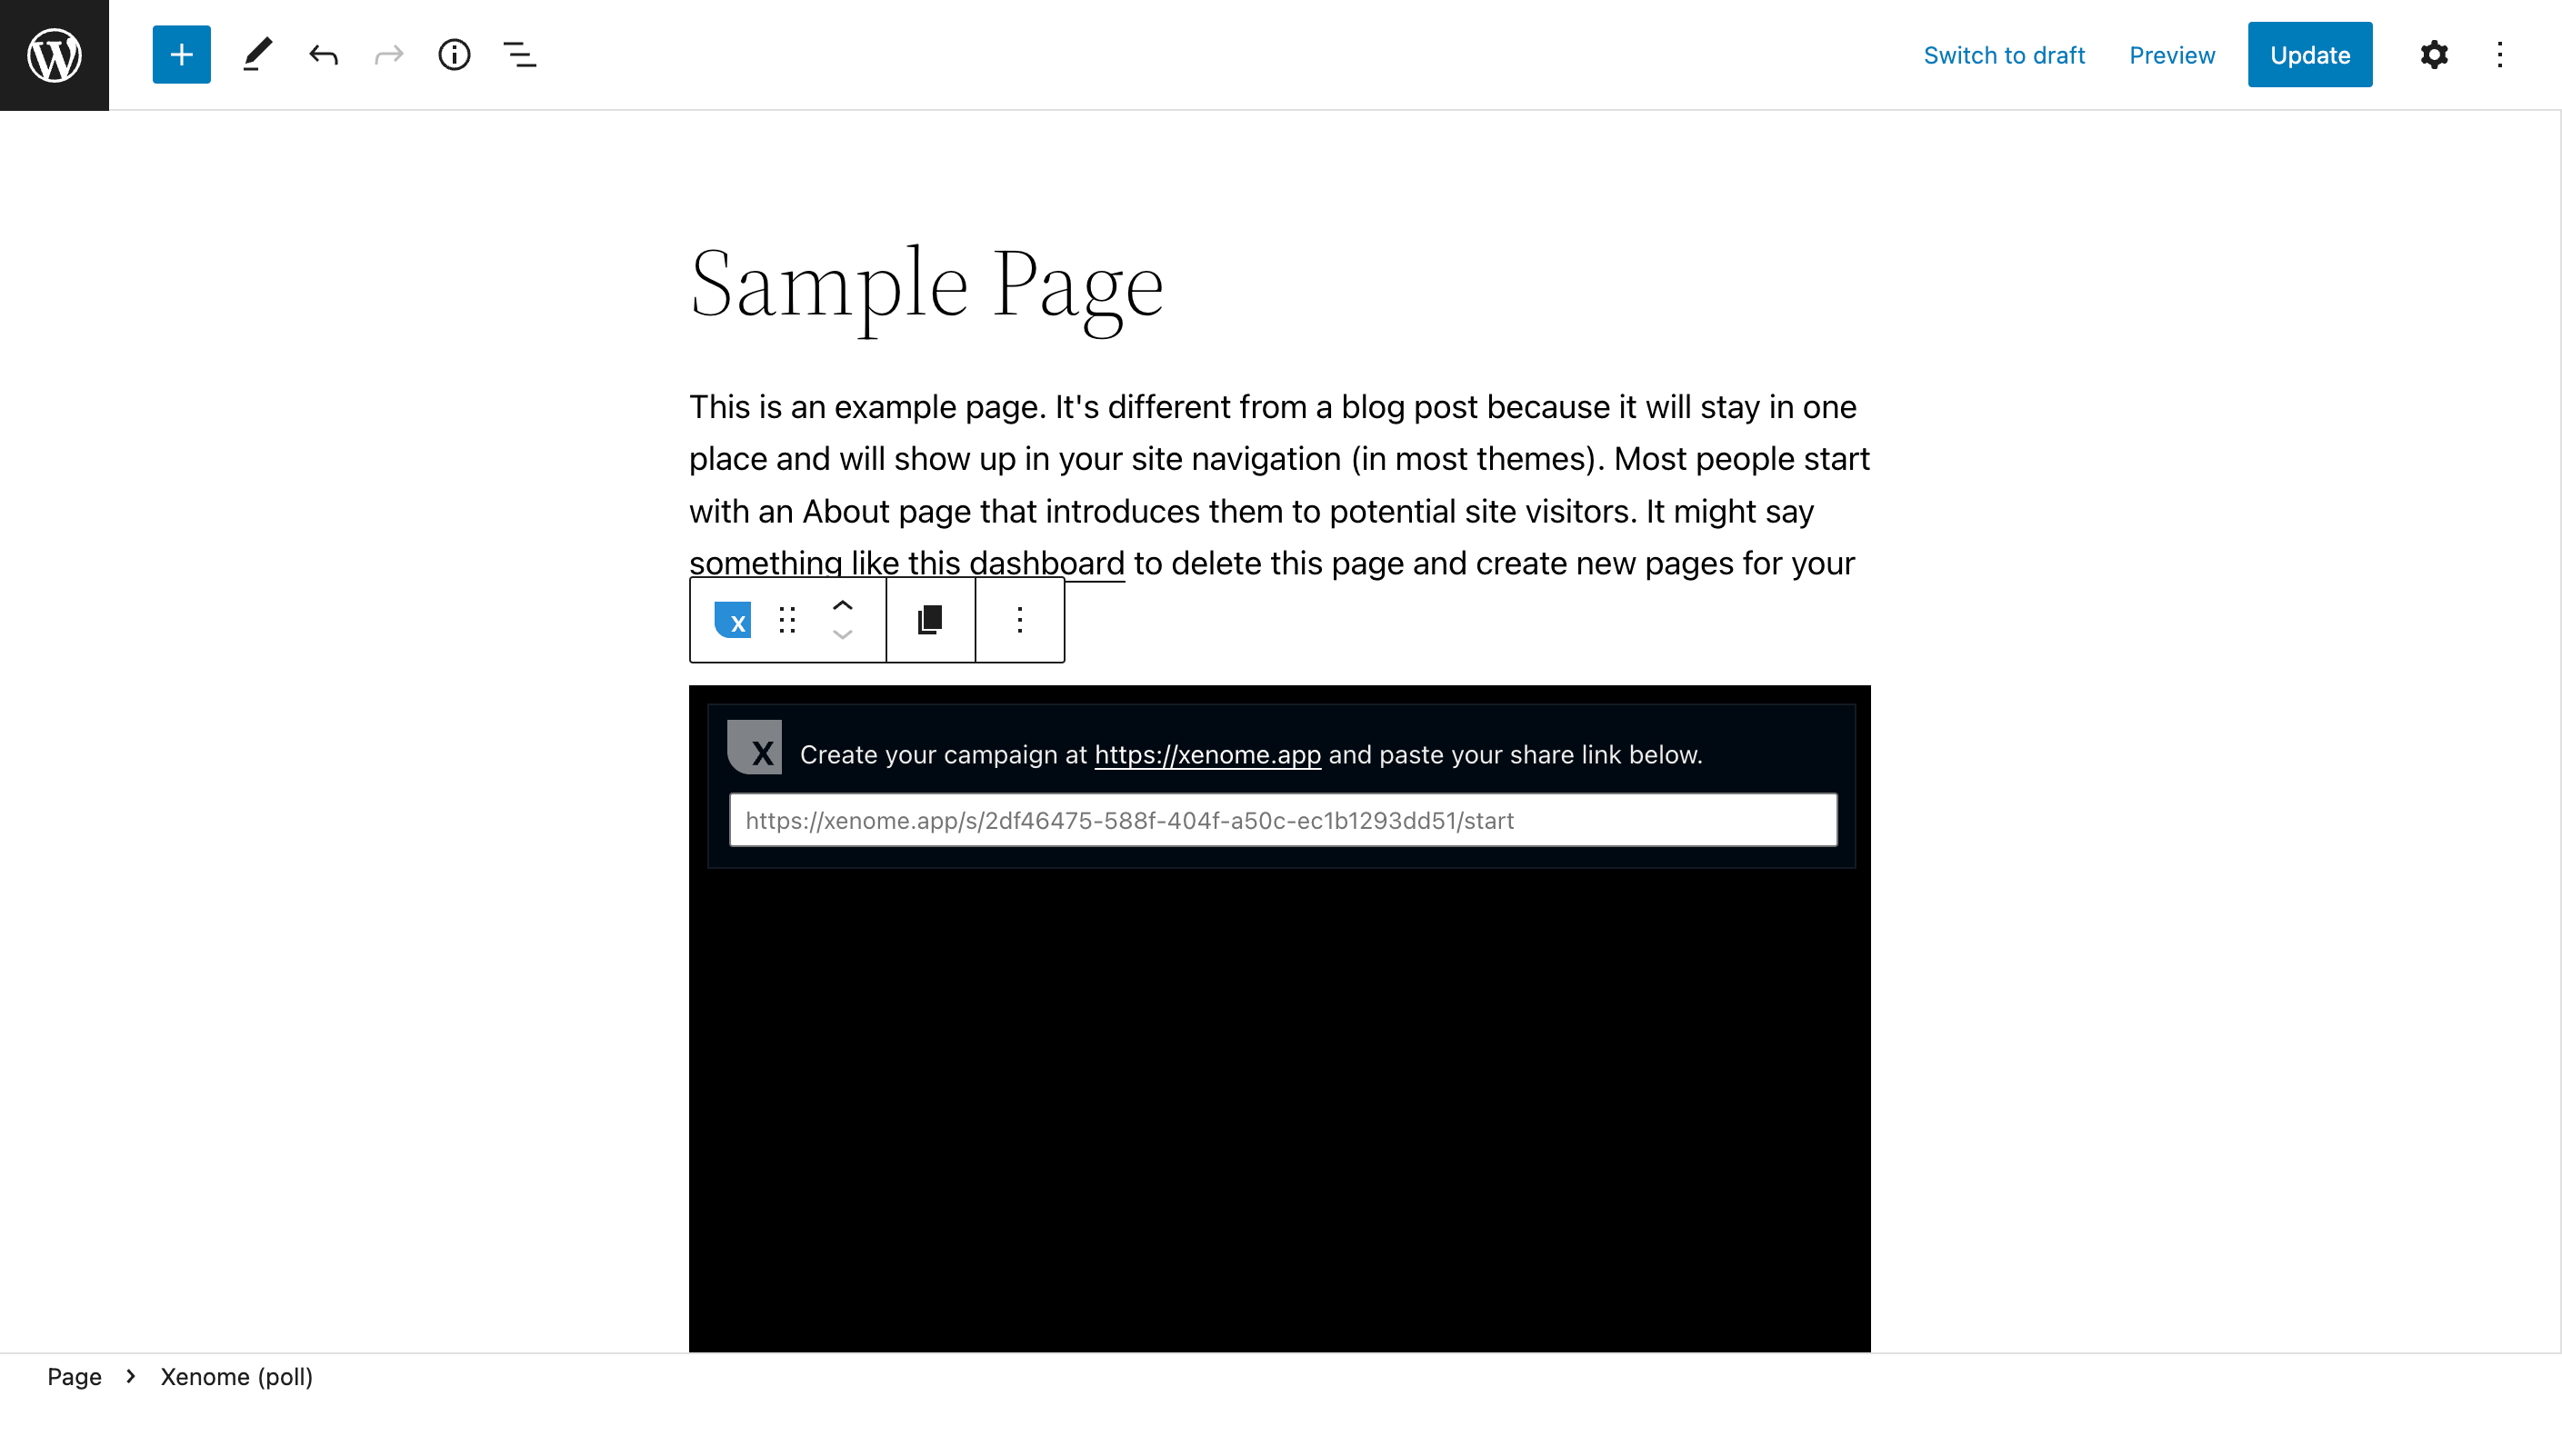 Switch to draft Preview Update
Sample Page
This is an example page. It's different from a blog post because it will stay in one
place and will show up in your site navigation (in most themes). Most people start
with an About page that introduces them to potential site visitors. It might say
something like this dashboard to delete this page and create new pages for your
x
x Create your campaign at https://xenome.app and paste your share link below.
https://xenome.app/s/2df46475-588f-404f-a50c-ec1b1293dd51/start
Page > Xenome (poll)